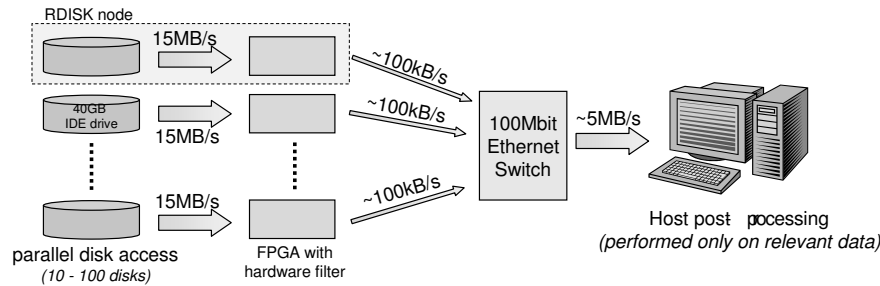 RDISK node
15MB/s
~100kB/s
40GB
IDE drive
15MB/s
~100kB/s
100Mbit
Ethernet
Switch
~5MB/s
15MB/s
~100kB/s
parallel disk access
(10 - 100 disks)
FPGA with
hardware filter
Host post-processing
(performed only on relevant data)